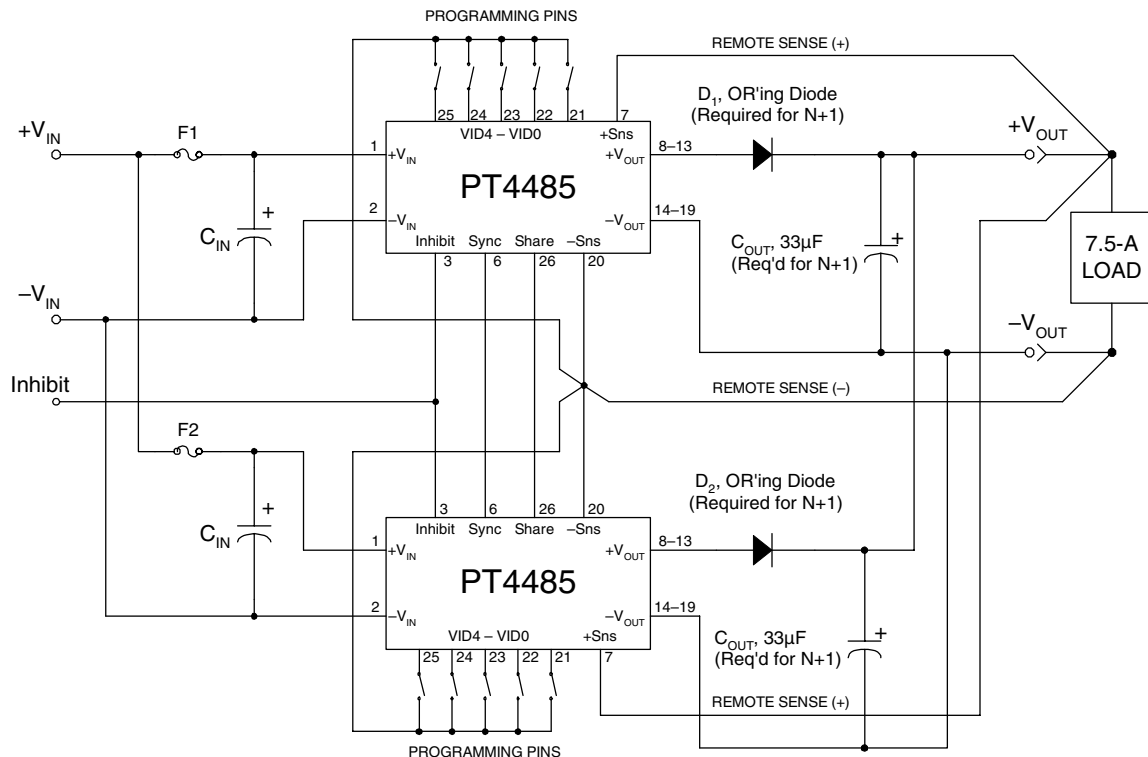 PROGRAMMING PINS
REMOTE SENSE (+)
D1, OR'ing Diode
(Required for N+1)
25 24 23 22 21 7
VID4 – VID0 +Sns
+VIN
F1
1 +VIN
+VOUT 8–13
+VOUT
PT4485
2 –VIN
–VOUT 14–19
CIN +
COUT, 33µF
(Req'd for N+1)
+
7.5-A
LOAD
Inhibit Sync Share –Sns
3 6 26 20
–VIN
–VOUT
Inhibit
REMOTE SENSE (–)
F2
D2, OR'ing Diode
(Required for N+1)
CIN +
3 6 26 20
Inhibit Sync Share –Sns
1 +VIN
+VOUT 8–13
PT4485
2 –VIN
–VOUT 14–19
VID4 – VID0 +Sns
25 24 23 22 21 7
COUT, 33µF
(Req'd for N+1)
+
REMOTE SENSE (+)
PROGRAMMING PINS